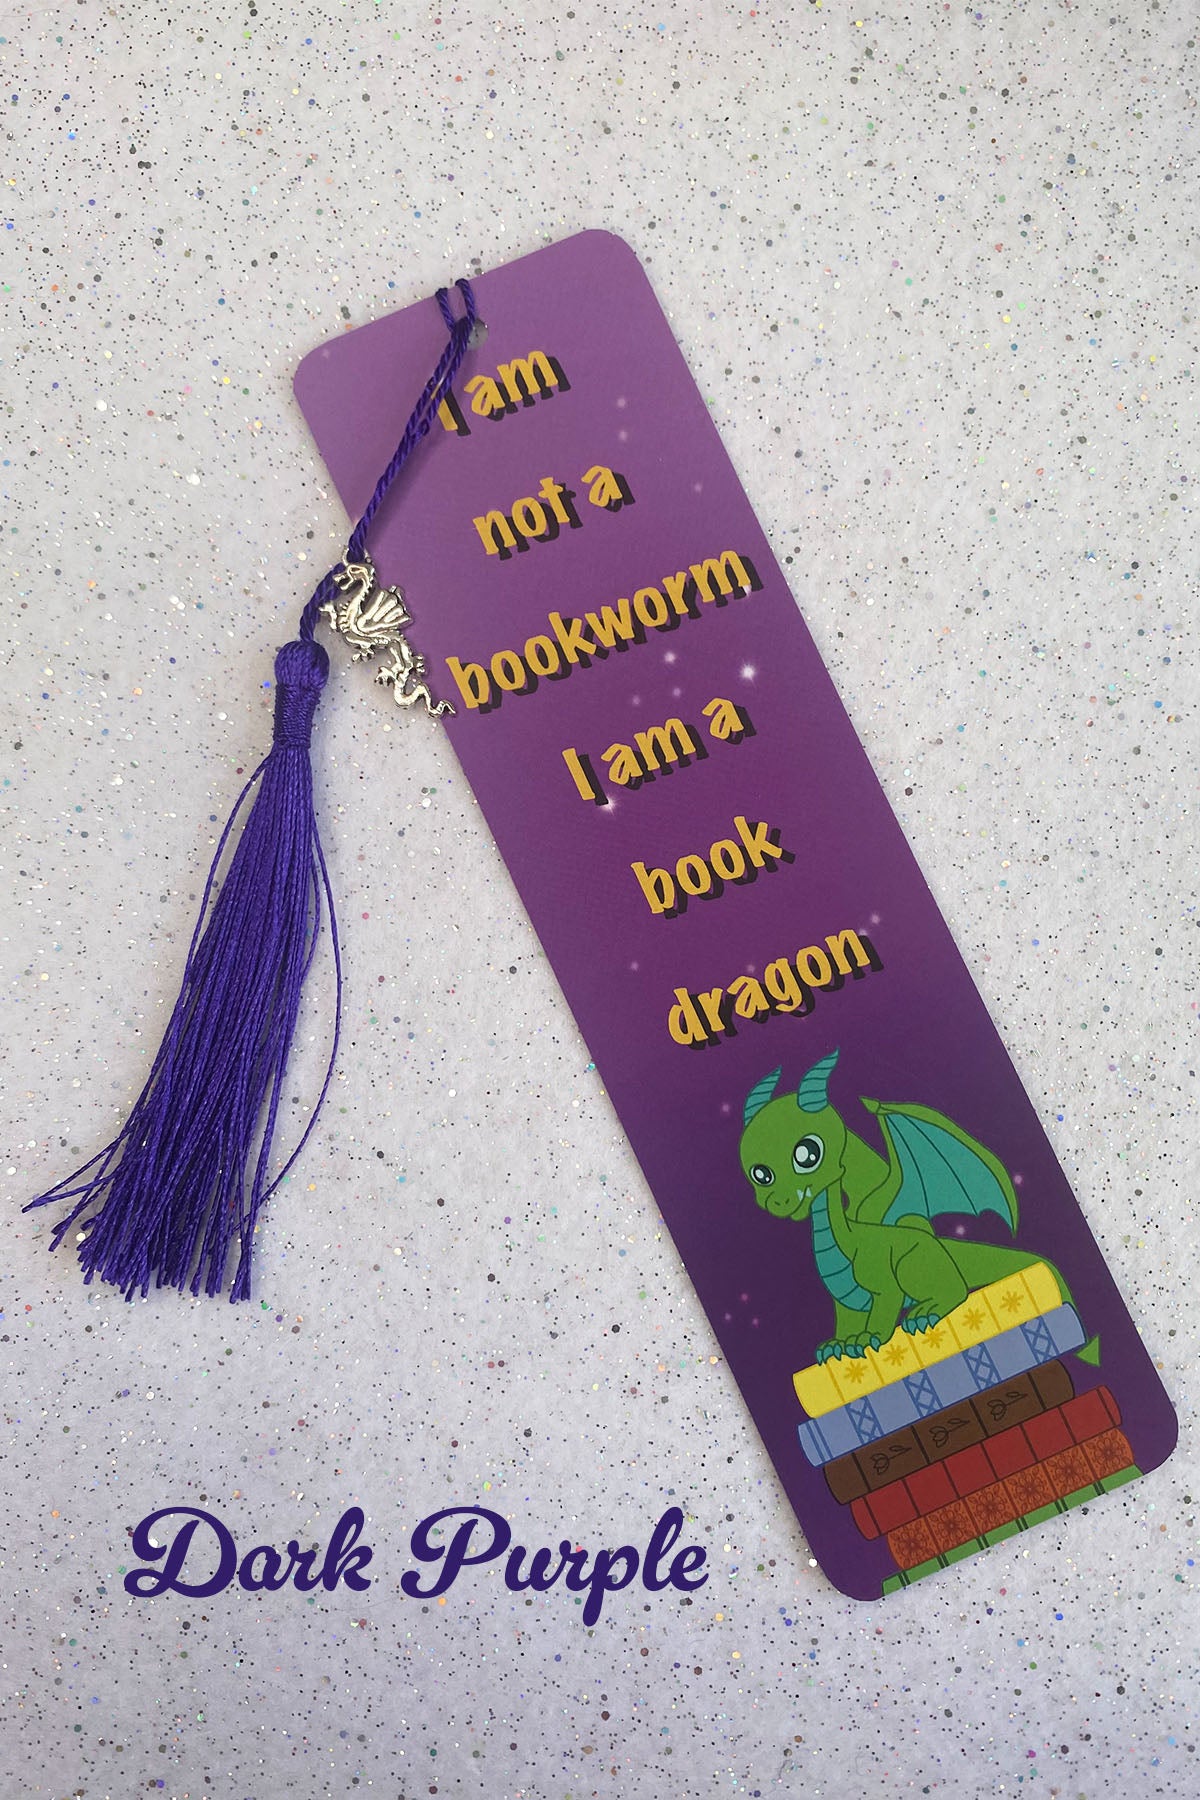 I am
not a
bookworm
I am a
book
dragon
Dark Purple